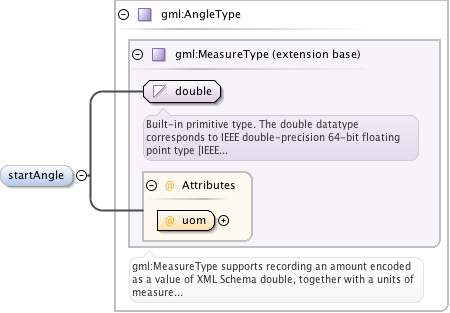 gml:AngleType
gml:MeasureType (extension base)
double
Built-in primitive type. The double datatype
corresponds to IEEE double-precision 64-bit floating
point type [IEEE...
startAngle
@ Attributes
@ uom
gml:MeasureType supports recording an amount encoded
as a value of XML Schema double, together with a units of
measure...